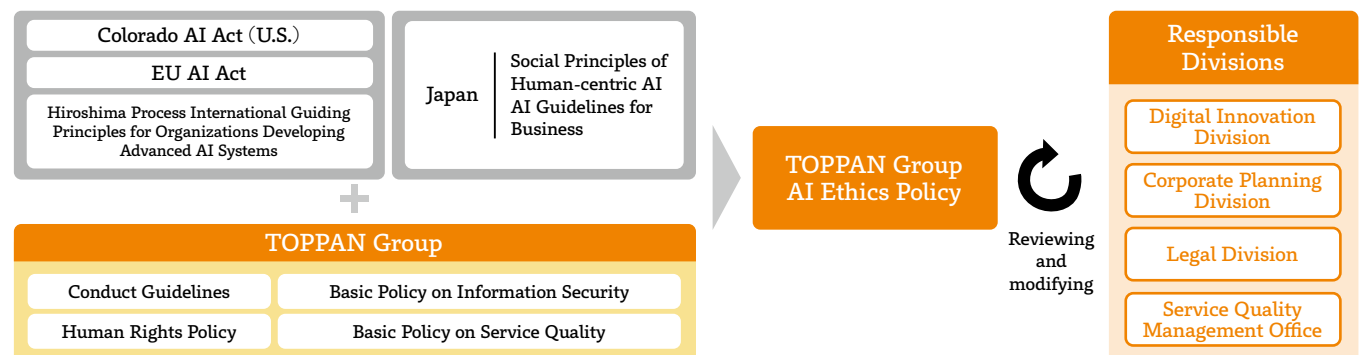 Colorado AI Act（U.S.）
EU AI Act
Hiroshima Process International Guiding
Principles for Organizations Developing
Advanced AI Systems
Japan
Social Principles of
Human-centric AI
AI Guidelines for
Business
TOPPAN Group
Conduct Guidelines
Basic Policy on Information Security
Human Rights Policy
Basic Policy on Service Quality
TOPPAN Group
AI Ethics Policy
Reviewing
and
modifying
Responsible
Divisions
Digital Innovation
Division
Corporate Planning
Division
Legal Division
Service Quality
Management Office